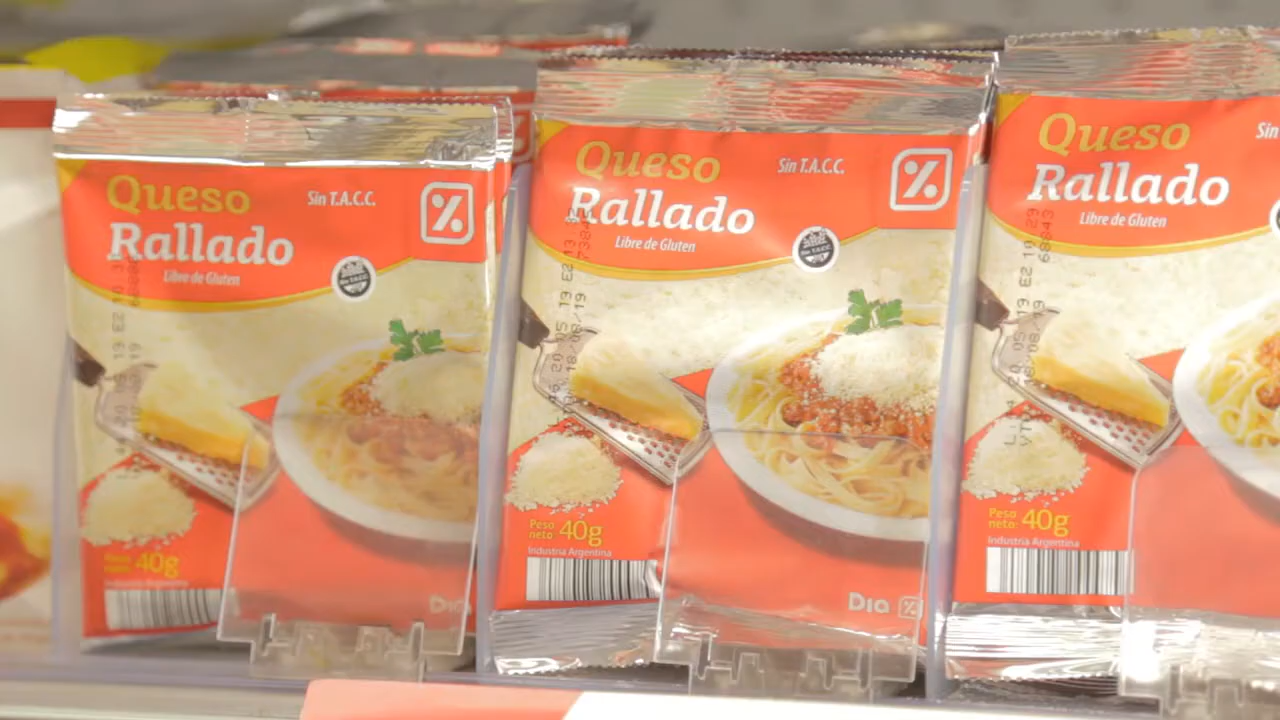 Queso
Rallado
Sin T.A.C.C.
Libre de Gluten
Peso
neto
40g
Industria Argentina
Queso
Rallado
Sin T.A.C.C.
Libre de Gluten
Peso
neto
40g
Industria Argentina
DIA
Queso
Rallado
Sin
Libre de Gluten
Peso
neto:
40g
Industria Argentina